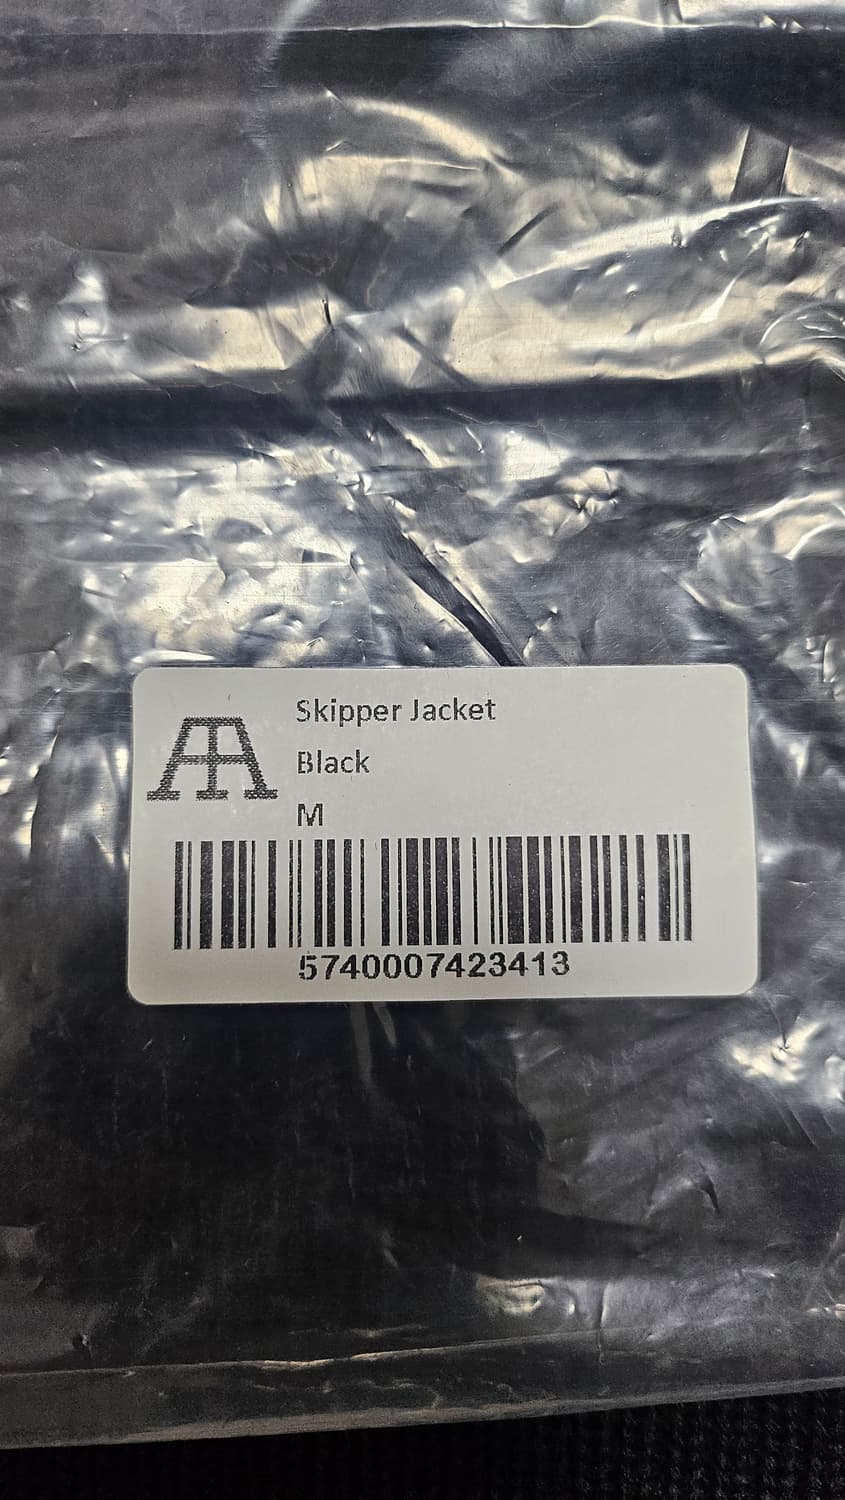 Skipper Jacket
Black
M
5740007423413